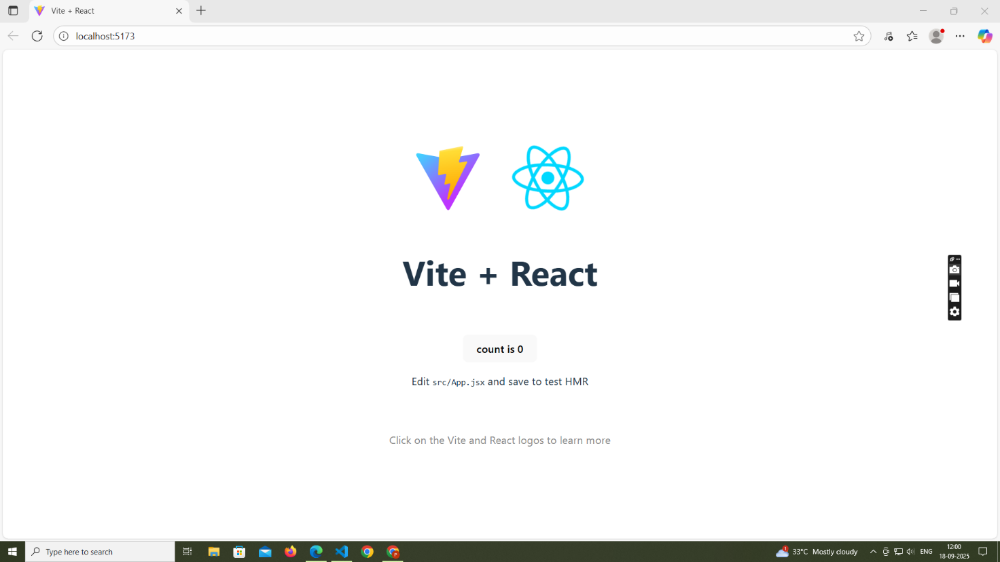 Vite + React
localhost:5173
Vite + React
count is 0
Edit src/App.jsx and save to test HMR
Click on the Vite and React logos to learn more
Type here to search
P
1
33°C Mostly cloudy
ENG
12:00
18-09-2025